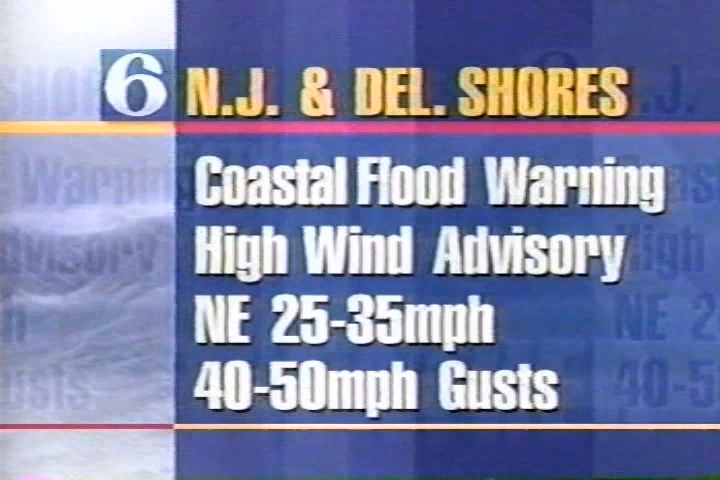 6 N.J. & DEL. SHORES
Coastal Flood Warning
High Wind Advisory
NE 25-35mph
40-50mph Gusts